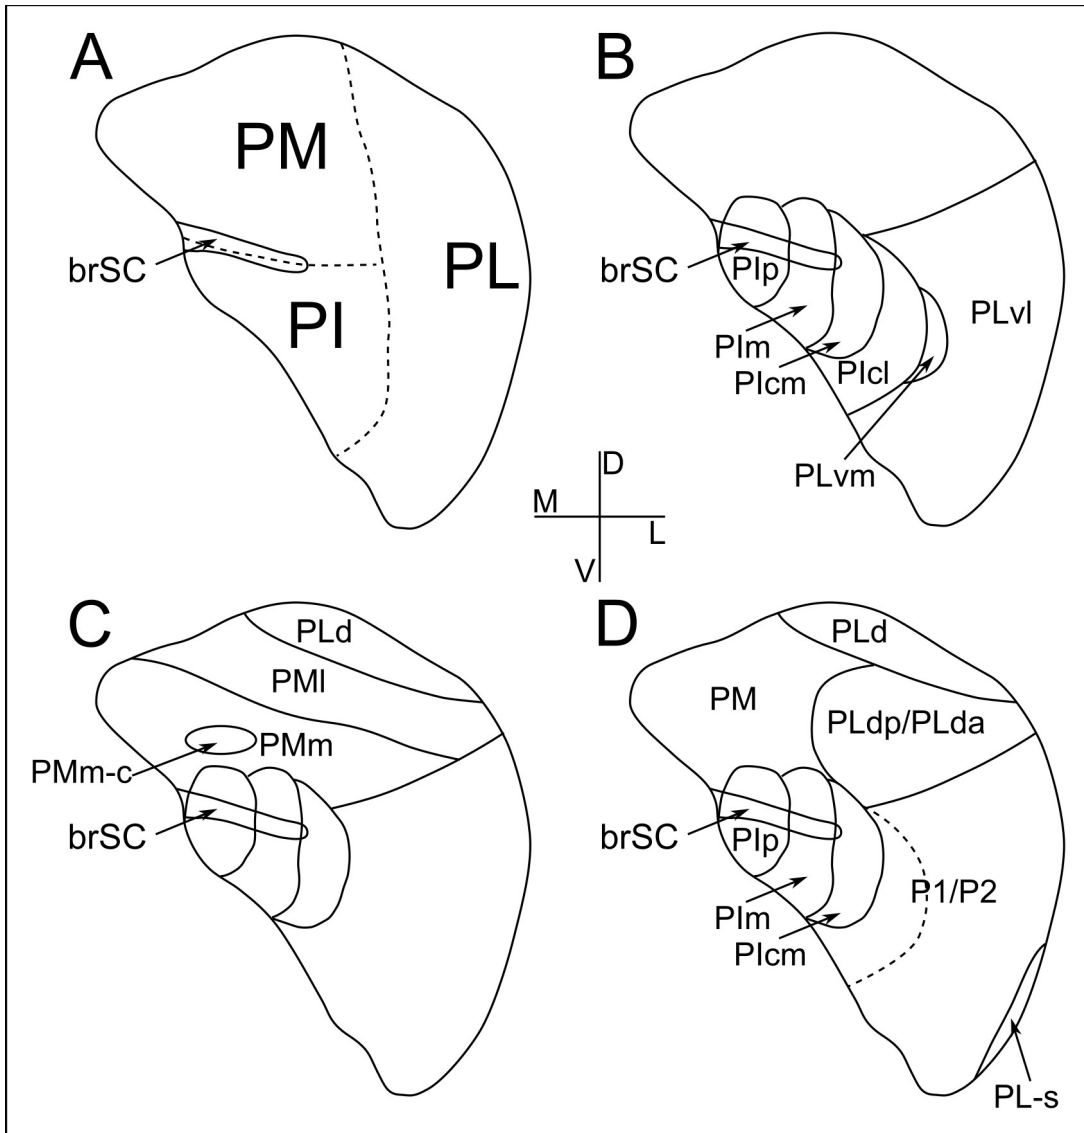 A
PM
brSC
PL
PI
B
brSC
PIp
PIm
PIcm
PIcl
PLvl
PLvm
D
M
L
V
C
PLd
PMl
PMm
PMm-c
brSC
D
PLd
PM
PLdp/PLda
brSC
PIp
P1/P2
PIm
PIcm
PL-s